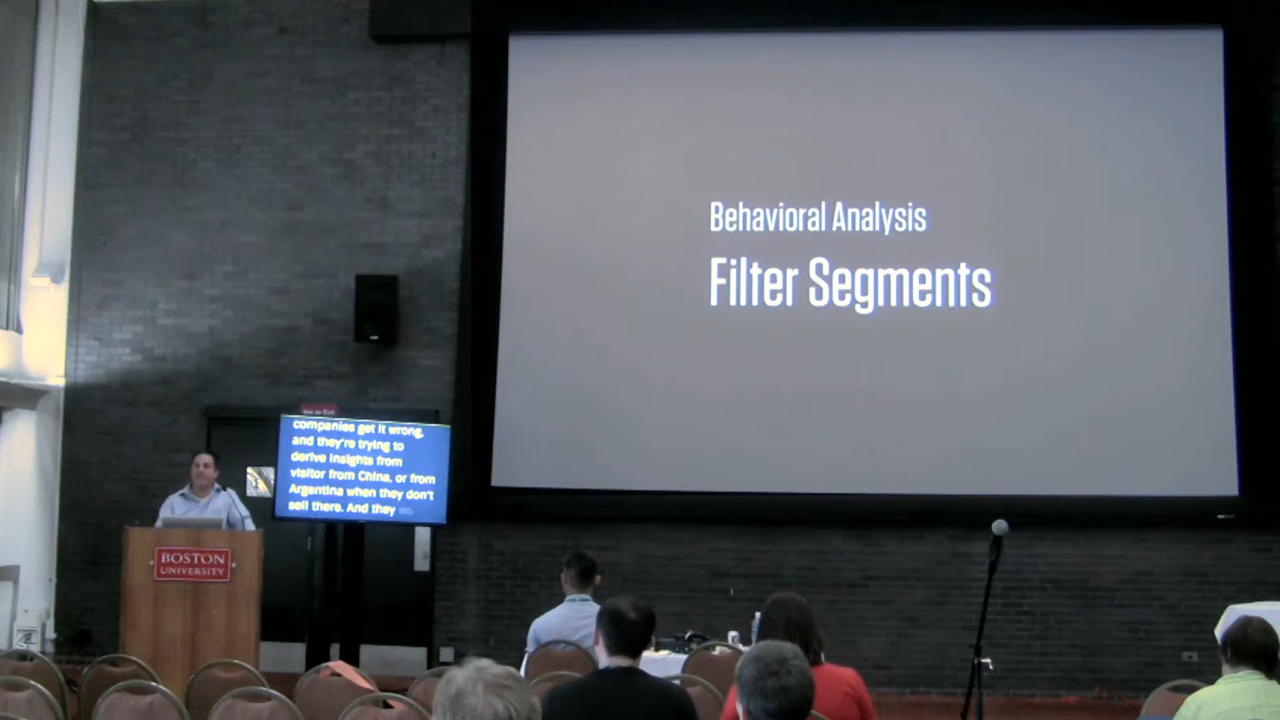 Behavioral Analysis
Filter Segments
companies get it wrong,
and they're trying to
derive insights from
visitor from China, or from
Argentina when they don't
sell there. And they
BOSTON
UNIVERSITY